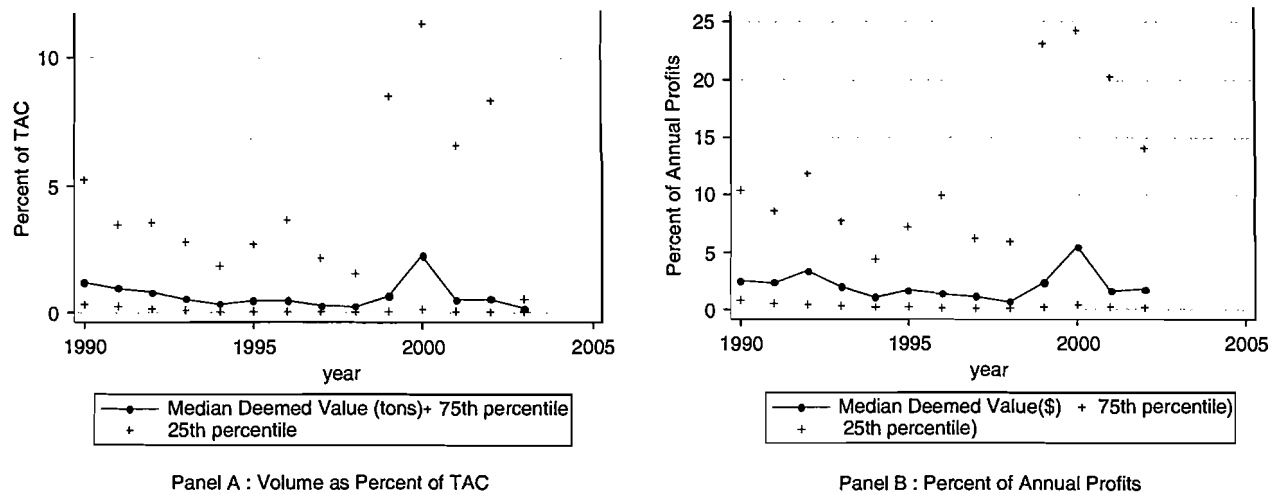 Percent of TAC
10
5
0
1990 1995 2000 2005
year
Median Deemed Value (tons) + 75th percentile
+ 25th percentile
Panel A : Volume as Percent of TAC
Percent of Annual Profits
25
20
15
10
5
0
1990 1995 2000 2005
year
Median Deemed Value($) + 75th percentile)
+ 25th percentile)
Panel B : Percent of Annual Profits